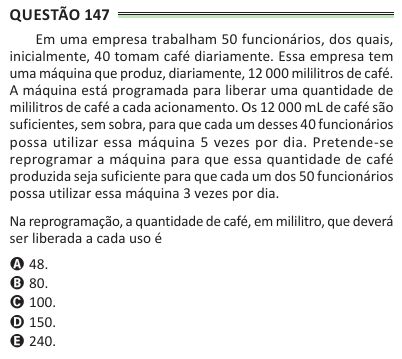 QUESTÃO 147
Em uma empresa trabalham 50 funcionários, dos quais,
inicialmente, 40 tomam café diariamente. Essa empresa tem
uma máquina que produz, diariamente, 12 000 mililitros de café.
A máquina está programada para liberar uma quantidade de
mililitros de café a cada acionamento. Os 12 000 mL de café são
suficientes, sem sobra, para que cada um desses 40 funcionários
possa utilizar essa máquina 5 vezes por dia. Pretende-se
reprogramar a máquina para que essa quantidade de café
produzida seja suficiente para que cada um dos 50 funcionários
possa utilizar essa máquina 3 vezes por dia.
Na reprogramação, a quantidade de café, em mililitro, que deverá
ser liberada a cada uso é
A 48.
B 80.
C 100.
D 150.
E 240.